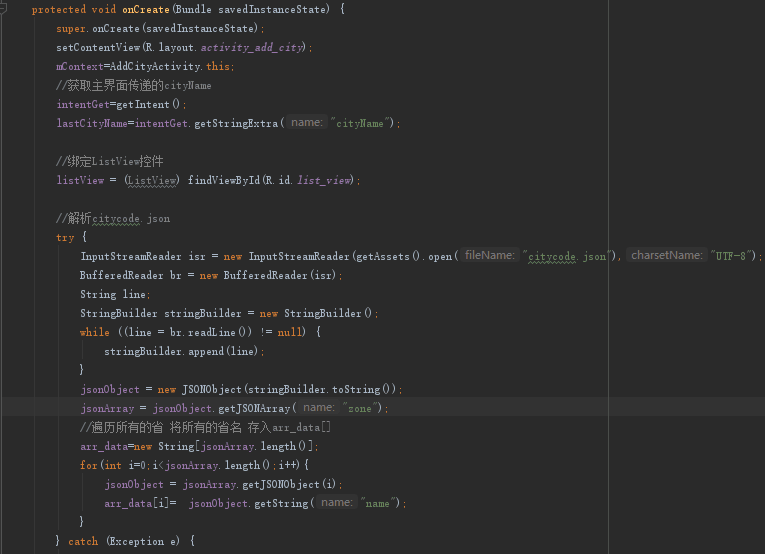 protected void onCreate(Bundle savedInstanceState) {
super.onCreate(savedInstanceState);
setContentView(R.layout.activity_add_city);
mContext=AddCityActivity.this;
//获取主界面传递的cityName
intentGet=getIntent();
lastCityName=intentGet.getStringExtra( name: "cityName");
//绑定ListView控件
listView = (ListView) findViewById(R.id.list_view);
//解析citycode.json
try {
InputStreamReader isr = new InputStreamReader(getAssets().open( fileName: "citycode.json"), charsetName: "UTF-8");
BufferedReader br = new BufferedReader(isr);
String line;
StringBuilder stringBuilder = new StringBuilder();
while ((line = br.readLine()) != null) {
stringBuilder.append(line);
}
jsonObject = new JSONObject(stringBuilder.toString());
jsonArray = jsonObject.getJSONArray( name: "zone");
//遍历所有的省 将所有的省名 存入arr_data[]
arr_data=new String[jsonArray.length()];
for(int i=0;i<jsonArray.length();i++){
jsonObject = jsonArray.getJSONObject(i);
arr_data[i]= jsonObject.getString( name: "name");
}
} catch (Exception e) {